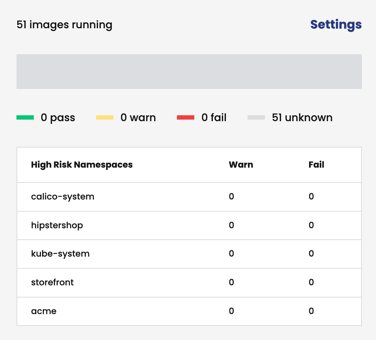 51 images running Settings
0 pass 0 warn 0 fail 51 unknown
High Risk Namespaces Warn Fail
calico-system 0 0
hipstershop 0 0
kube-system 0 0
storefront 0 0
acme 0 0